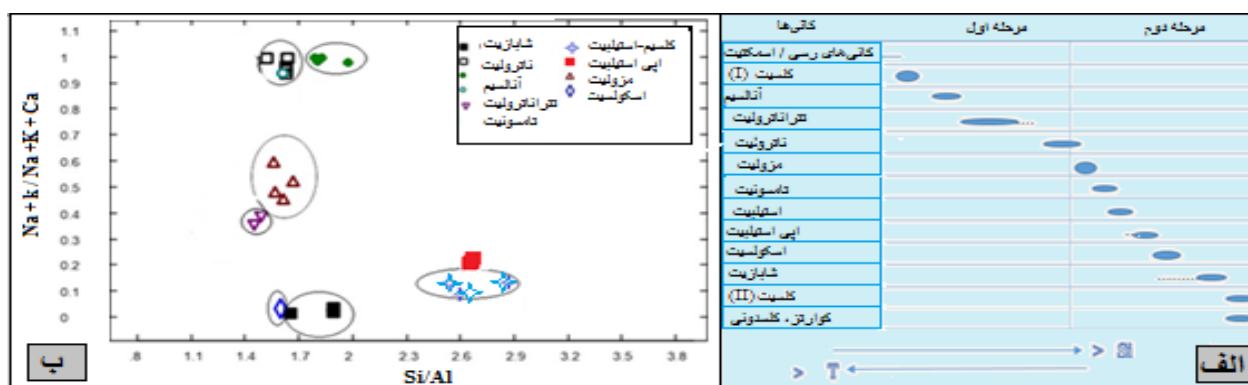 Na+k/Na+K+Ca
1.1
1
0.9
0.8
0.7
0.6
0.5
0.4
0.3
0.2
0.1
0
.8 1.1 1.4 1.7 2 2.3 2.6 2.9 3.2 3.5 3.8
Si/Al
شابازیت
ناترولیت
آنالسیم
تتراناترولیت
تامسونیت
کلسیم-استیلبیت
اپی استیلبیت
مزولیت
اسکولسیت
ب
کانی‌ها مرحله اول مرحله دوم
کانی‌های رسی / اسمکتیت
کلسیت (I)
آنالسیم
تتراناترولیت
ناترولیت
مزولیت
تامسونیت
استیلبیت
اپی استیلبیت
اسکولسیت
شابازیت
کلسیت (II)
کوارتز، کلسدونی
> Si
> T
الف